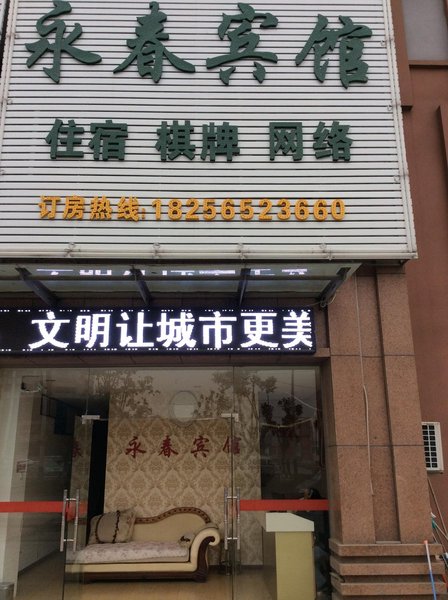 永春宾馆
住宿 棋牌 网络
订房热线:18256523660
文明让城市更美
永春宾馆